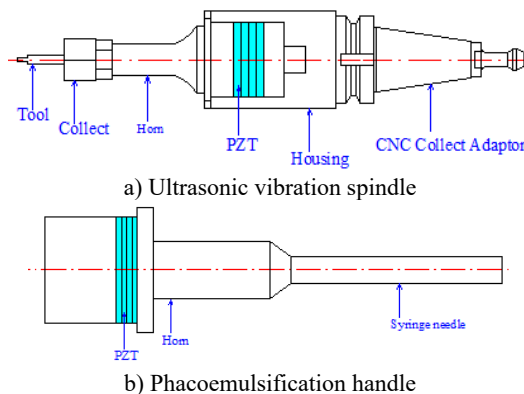 Tool
Collect
Horn
PZT
Housing
CNC Collect Adaptor
a) Ultrasonic vibration spindle
PZT
Horn
Syringe needle
b) Phacoemulsification handle